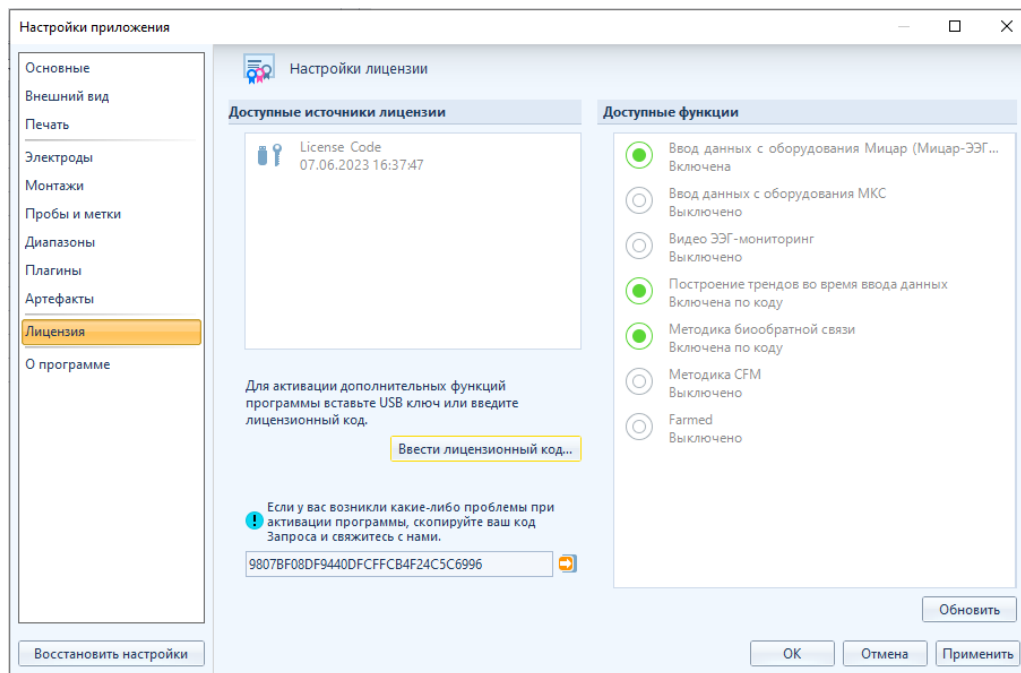 Настройки приложения
Основные
Внешний вид
Печать
Электроды
Монтажи
Пробы и метки
Диапазоны
Плагины
Артефакты
Лицензия
О программе
Восстановить настройки
Настройки лицензии
Доступные источники лицензии
License Code
07.06.2023 16:37:47
Для активации дополнительных функций
программы вставьте USB ключ или введите
лицензионный код.
Ввести лицензионный код...
Если у вас возникли какие-либо проблемы при
активации программы, скопируйте ваш код
Запроса и свяжитесь с нами.
9807BF08DF9440DFCFFCB4F24C5C6996
Доступные функции
Ввод данных с оборудования Мицар (Мицар-ЭЭГ...
Включена
Ввод данных с оборудования МКС
Выключено
Видео ЭЭГ-мониторинг
Выключено
Построение трендов во время ввода данных
Включена по коду
Методика биообратной связи
Включена по коду
Методика CFM
Выключено
Farmed
Выключено
Обновить
ОК
Отмена
Применить